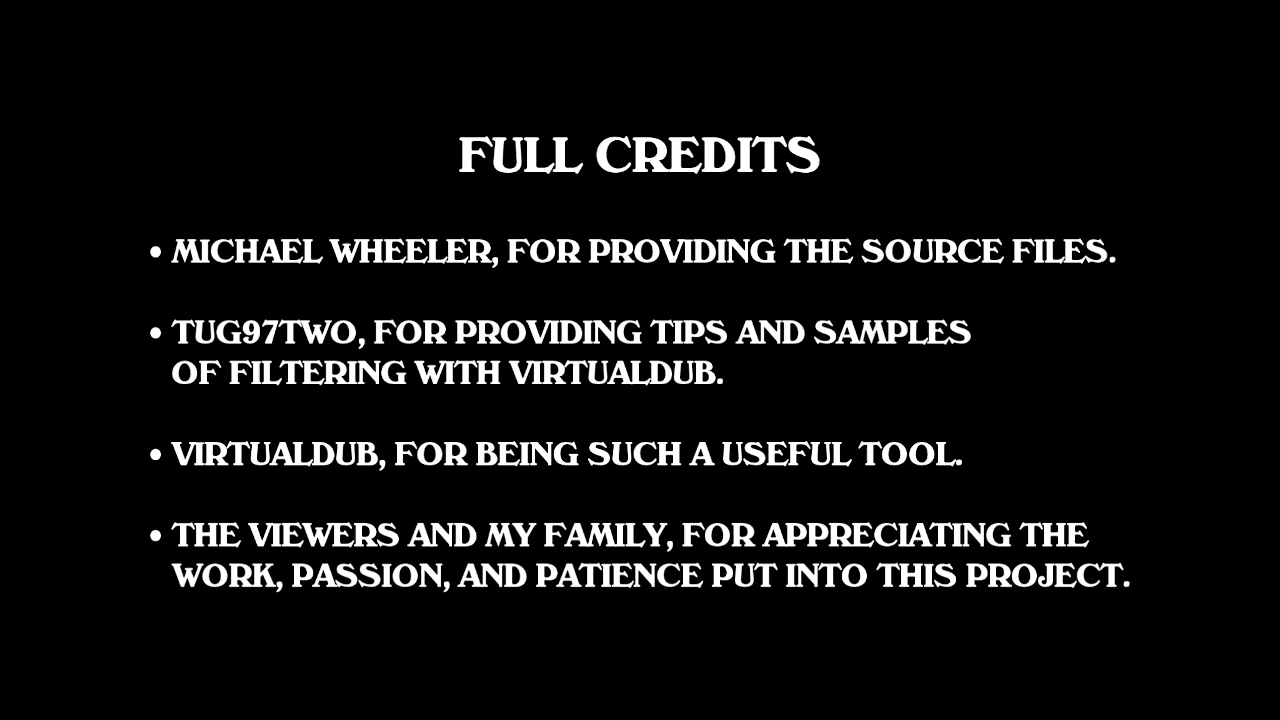 FULL CREDITS
• MICHAEL WHEELER, FOR PROVIDING THE SOURCE FILES.
• TUG97TWO, FOR PROVIDING TIPS AND SAMPLES
OF FILTERING WITH VIRTUALDUB.
• VIRTUALDUB, FOR BEING SUCH A USEFUL TOOL.
• THE VIEWERS AND MY FAMILY, FOR APPRECIATING THE
WORK, PASSION, AND PATIENCE PUT INTO THIS PROJECT.